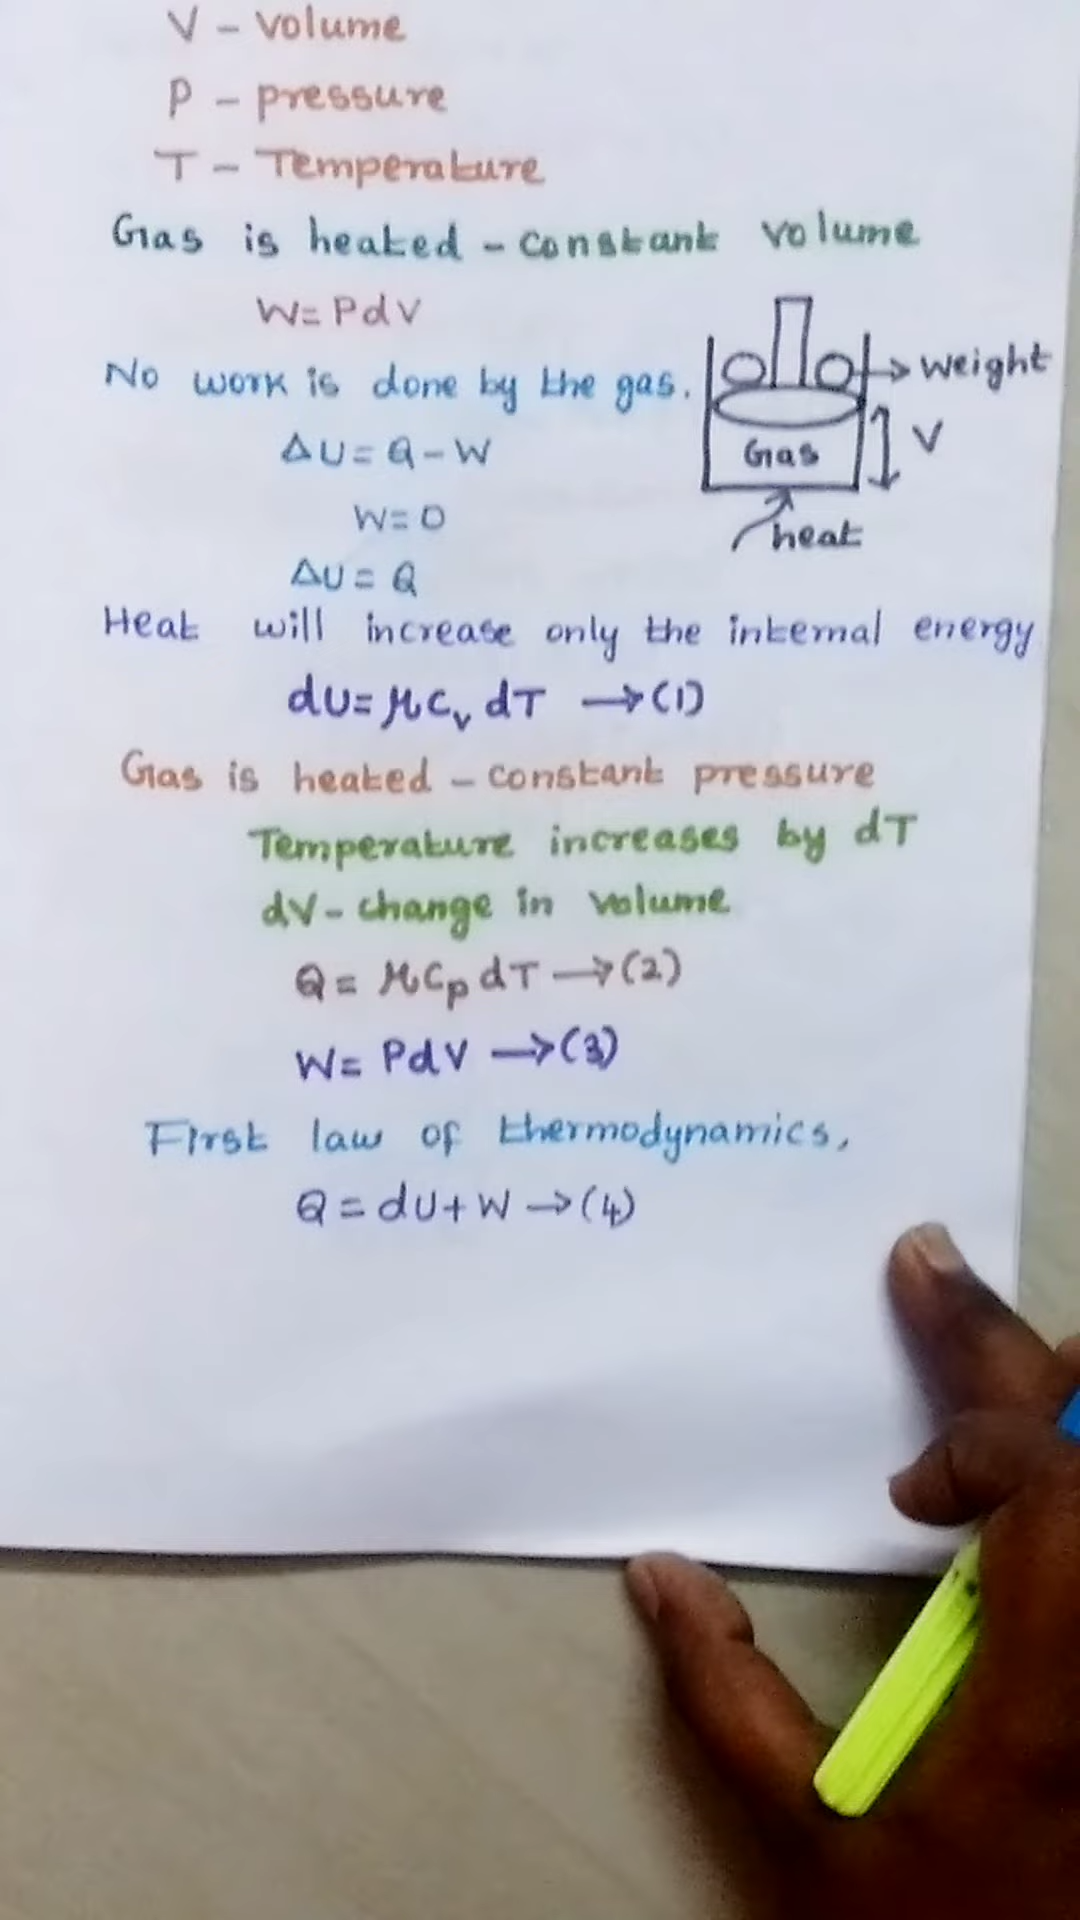 V - Volume
P - pressure
T - Temperature
Gas is heated - constant volume
W = PdV
No work is done by the gas.
weight
V
Gas
heat
ΔU = Q - W
W = 0
ΔU = Q
Heat will increase only the internal energy
dU = μCv dT → (1)
Gas is heated - constant pressure
Temperature increases by dT
dV - change in volume
Q = μCp dT → (2)
W = PdV → (3)
First law of thermodynamics,
Q = dU + W → (4)